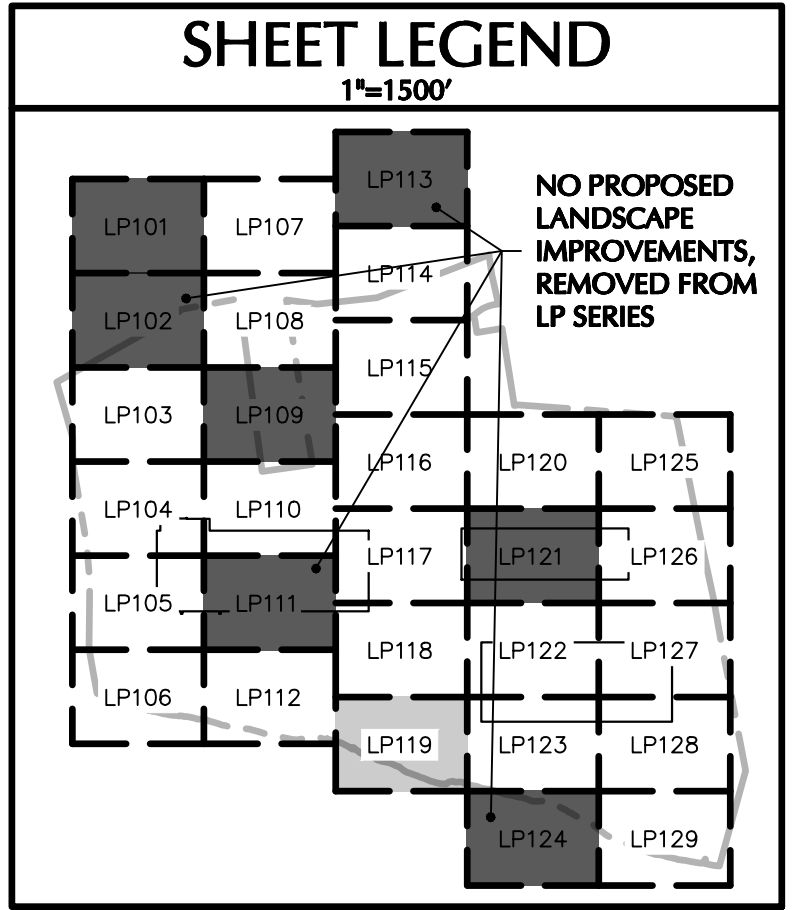 SHEET LEGEND
1"=1500'
NO PROPOSED
LANDSCAPE
IMPROVEMENTS,
REMOVED FROM
LP SERIES
LP101
LP102
LP103
LP104
LP105
LP106
LP107
LP108
LP109
LP110
LP111
LP112
LP113
LP114
LP115
LP116
LP117
LP118
LP119
LP120
LP121
LP122
LP123
LP124
LP125
LP126
LP127
LP128
LP129